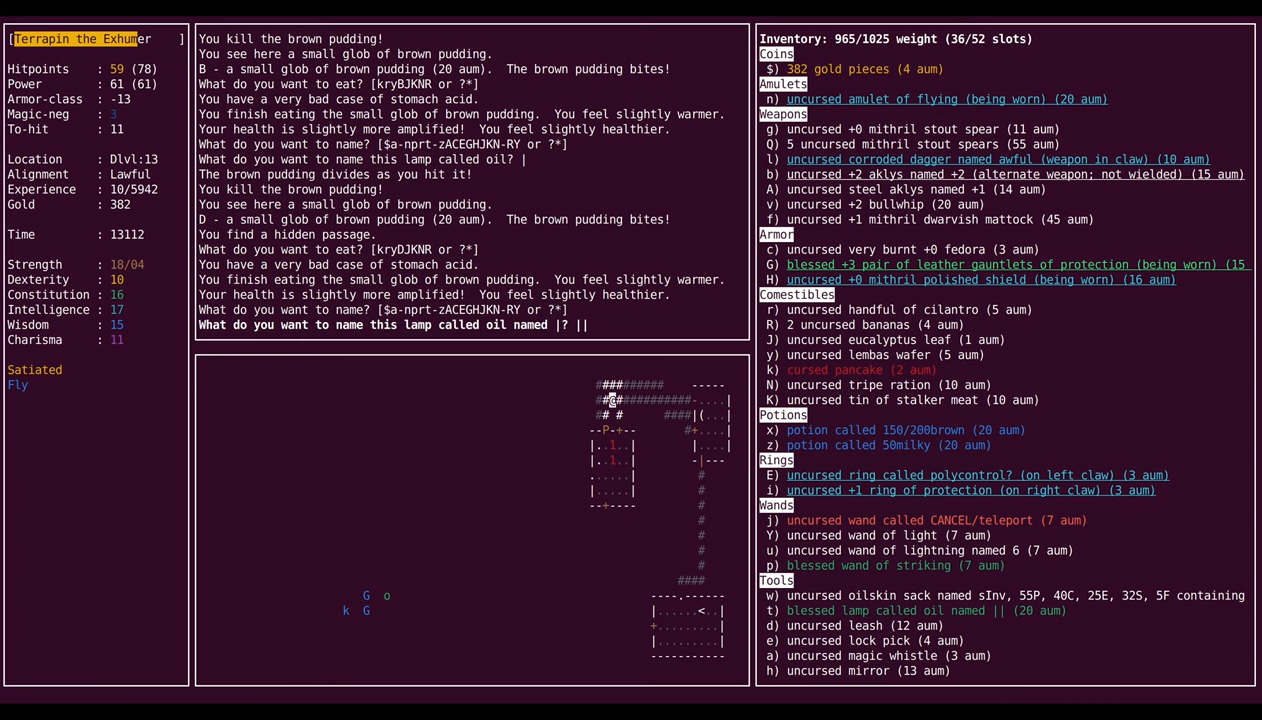 [Terrapin the Exhumer ]
Hitpoints : 59 (78)
Power : 61 (61)
Armor-class : -13
Magic-neg : 3
To-hit : 11
Location : Dlvl:13
Alignment : Lawful
Experience : 10/5942
Gold : 382
Time : 13112
Strength : 18/04
Dexterity : 10
Constitution : 16
Intelligence : 17
Wisdom : 15
Charisma : 11
Satiated
Fly
You kill the brown pudding!
You see here a small glob of brown pudding.
B - a small glob of brown pudding (20 aum).  The brown pudding bites!
What do you want to eat? [kryBJKNR or ?*]
You have a very bad case of stomach acid.
You finish eating the small glob of brown pudding.  You feel slightly warmer.
Your health is slightly more amplified!  You feel slightly healthier.
What do you want to name? [$a-nprt-zACEGHJKN-RY or ?*]
What do you want to name this lamp called oil? |
The brown pudding divides as you hit it!
You kill the brown pudding!
You see here a small glob of brown pudding.
D - a small glob of brown pudding (20 aum).  The brown pudding bites!
You find a hidden passage.
What do you want to eat? [kryDJKNR or ?*]
You have a very bad case of stomach acid.
You finish eating the small glob of brown pudding.  You feel slightly warmer.
Your health is slightly more amplified!  You feel slightly healthier.
What do you want to name? [$a-nprt-zACEGHJKN-RY or ?*]
What do you want to name this lamp called oil named |? ||
##########    -----
##@##########-....|
## #      ####|(...|
--P-+--       #+....|
|..1..|        |....|
|..1..|        -|---
......|         #
|.....|         #
--+----         #
#
#
#
####
G  o    ----.------
k  G    |......<..|
+.........|
|.........|
-----------
Inventory: 965/1025 weight (36/52 slots)
Coins
$) 382 gold pieces (4 aum)
Amulets
n) uncursed amulet of flying (being worn) (20 aum)
Weapons
g) uncursed +0 mithril stout spear (11 aum)
Q) 5 uncursed mithril stout spears (55 aum)
l) uncursed corroded dagger named awful (weapon in claw) (10 aum)
b) uncursed +2 aklys named +2 (alternate weapon; not wielded) (15 aum)
A) uncursed steel aklys named +1 (14 aum)
v) uncursed +2 bullwhip (20 aum)
f) uncursed +1 mithril dwarvish mattock (45 aum)
Armor
c) uncursed very burnt +0 fedora (3 aum)
G) blessed +3 pair of leather gauntlets of protection (being worn) (15
H) uncursed +0 mithril polished shield (being worn) (16 aum)
Comestibles
r) uncursed handful of cilantro (5 aum)
R) 2 uncursed bananas (4 aum)
J) uncursed eucalyptus leaf (1 aum)
y) uncursed lembas wafer (5 aum)
k) cursed pancake (2 aum)
N) uncursed tripe ration (10 aum)
K) uncursed tin of stalker meat (10 aum)
Potions
x) potion called 150/200brown (20 aum)
z) potion called 50milky (20 aum)
Rings
E) uncursed ring called polycontrol? (on left claw) (3 aum)
i) uncursed +1 ring of protection (on right claw) (3 aum)
Wands
j) uncursed wand called CANCEL/teleport (7 aum)
Y) uncursed wand of light (7 aum)
u) uncursed wand of lightning named 6 (7 aum)
p) blessed wand of striking (7 aum)
Tools
w) uncursed oilskin sack named sInv, 55P, 40C, 25E, 32S, 5F containing
t) blessed lamp called oil named || (20 aum)
d) uncursed leash (12 aum)
e) uncursed lock pick (4 aum)
a) uncursed magic whistle (3 aum)
h) uncursed mirror (13 aum)